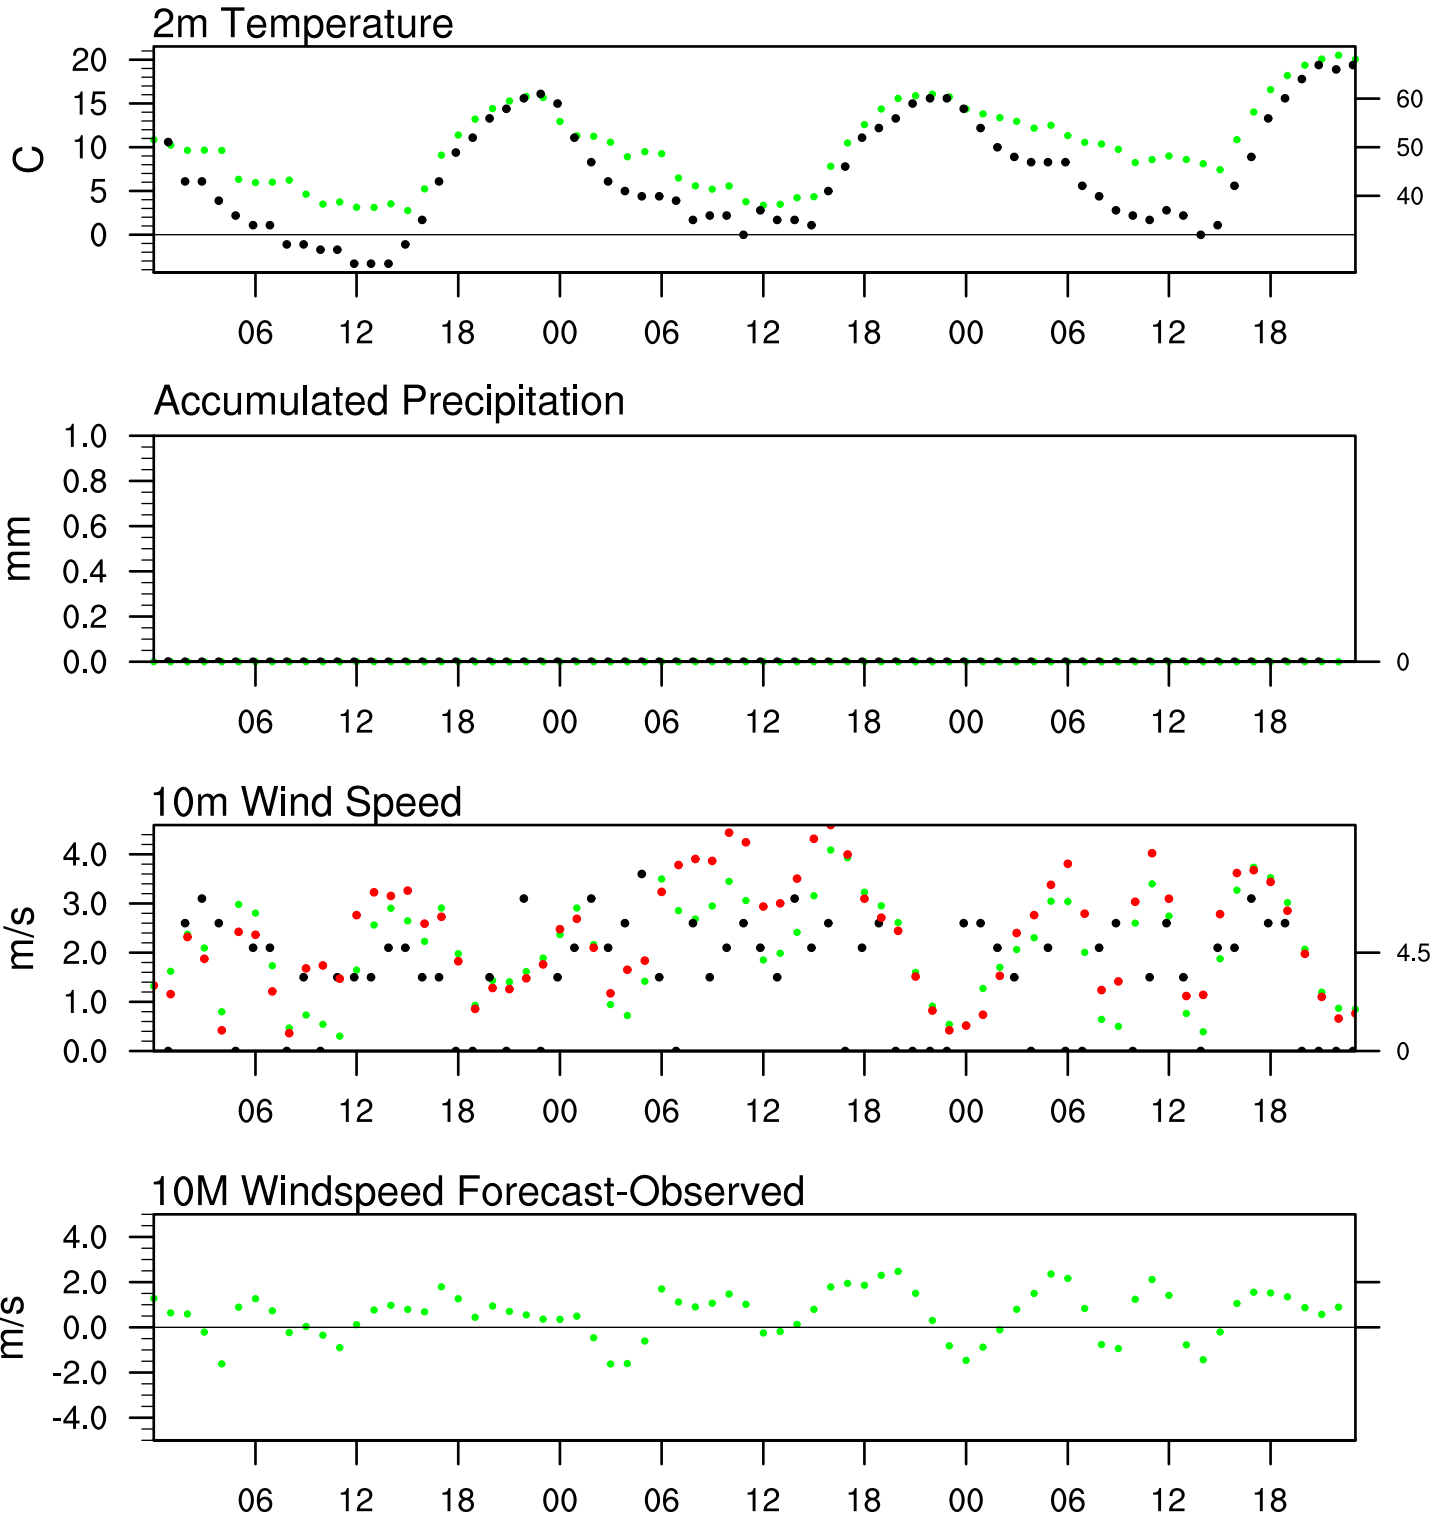 2m Temperature
20
15
10
5
0
C
60
50
40
06 12 18 00 06 12 18 00 06 12 18
Accumulated Precipitation
1.0
0.8
0.6
0.4
0.2
0.0
mm
0
06 12 18 00 06 12 18 00 06 12 18
10m Wind Speed
4.0
3.0
2.0
1.0
0.0
m/s
4.5
0
06 12 18 00 06 12 18 00 06 12 18
10M Windspeed Forecast-Observed
4.0
2.0
0.0
-2.0
-4.0
m/s
06 12 18 00 06 12 18 00 06 12 18